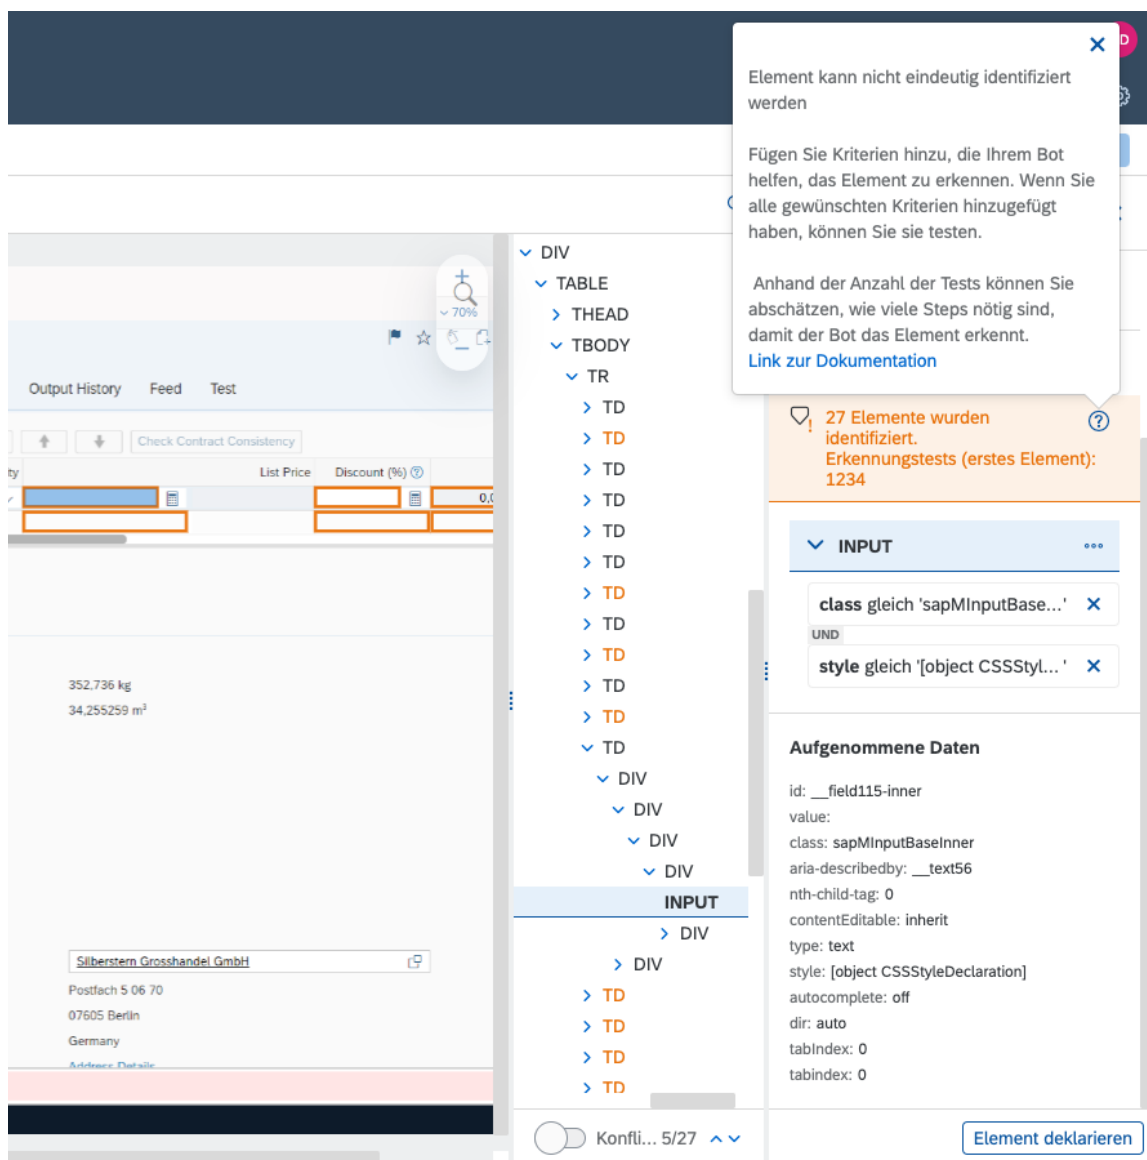 D
Element kann nicht eindeutig identifiziert
werden
Fügen Sie Kriterien hinzu, die Ihrem Bot
helfen, das Element zu erkennen. Wenn Sie
alle gewünschten Kriterien hinzugefügt
haben, können Sie sie testen.
Anhand der Anzahl der Tests können Sie
abschätzen, wie viele Steps nötig sind,
damit der Bot das Element erkennt.
Link zur Dokumentation
70%
Output History Feed Test
Check Contract Consistency
ty List Price Discount (%)
0,0
352,736 kg
34,255259 m³
Silberstern Grosshandel GmbH
Postfach 5 06 70
07605 Berlin
Germany
Address Details
DIV
TABLE
THEAD
TBODY
TR
TD
TD
TD
TD
TD
TD
TD
TD
TD
TD
TD
TD
DIV
DIV
DIV
DIV
INPUT
DIV
DIV
TD
TD
TD
TD
Konfli... 5/27
27 Elemente wurden
identifiziert.
Erkennungstests (erstes Element):
1234
INPUT
class gleich 'sapMInputBase...'
UND
style gleich '[object CSSStyl...'
Aufgenommene Daten
id: __field115-inner
value:
class: sapMInputBaseInner
aria-describedby: __text56
nth-child-tag: 0
contentEditable: inherit
type: text
style: [object CSSStyleDeclaration]
autocomplete: off
dir: auto
tabIndex: 0
tabindex: 0
Element deklarieren